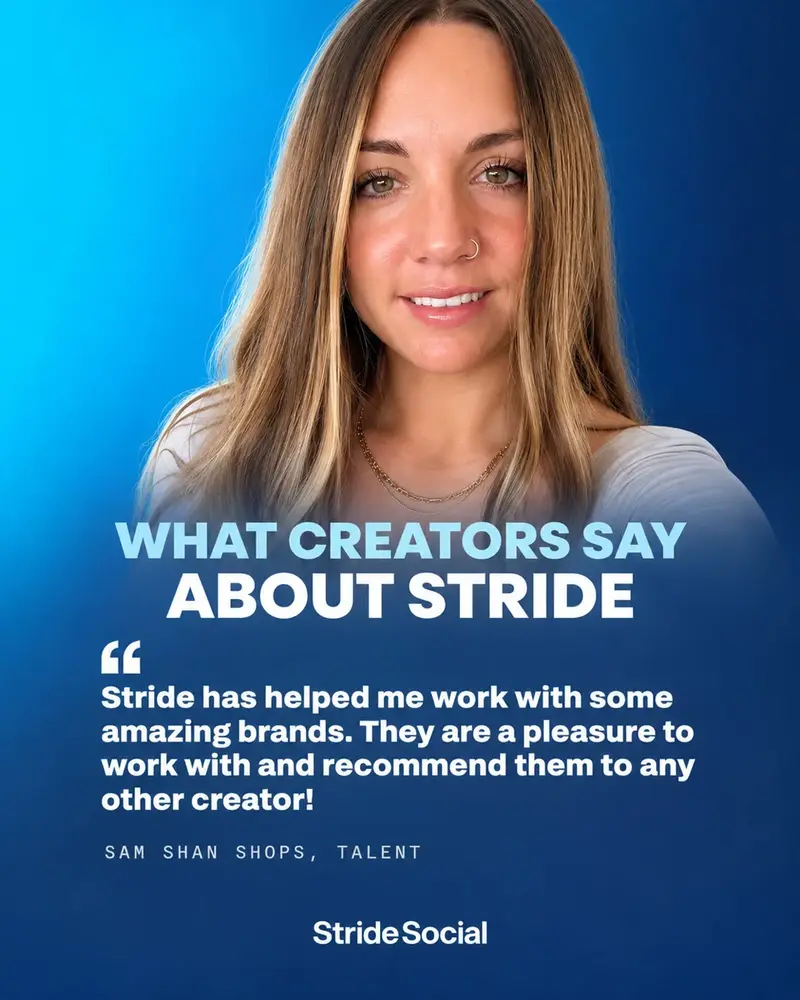 WHAT CREATORS SAY
ABOUT STRIDE
“
Stride has helped me work with some
amazing brands. They are a pleasure to
work with and recommend them to any
other creator!
SAM SHAN SHOPS, TALENT
StrideSocial